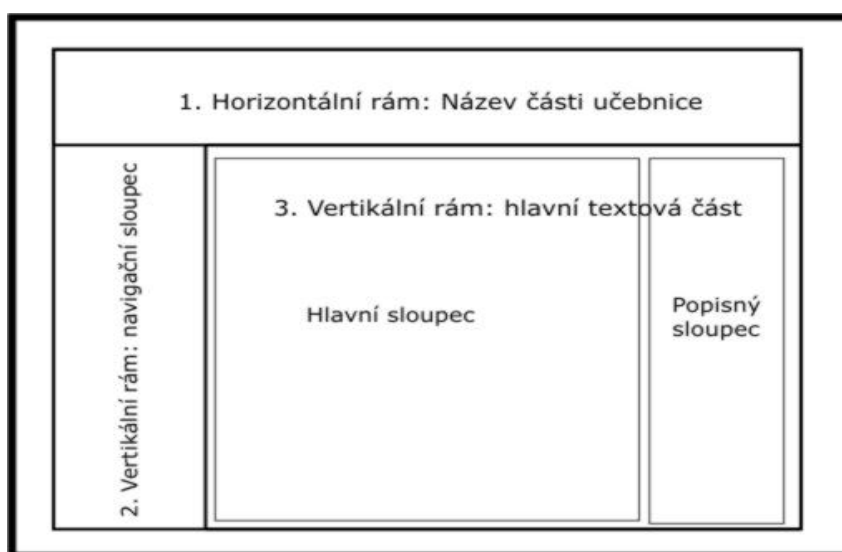 1. Horizontální rám: Název části učebnice
2. Vertikální rám: navigační sloupec
3. Vertikální rám: hlavní textová část
Hlavní sloupec
Popisný
sloupec